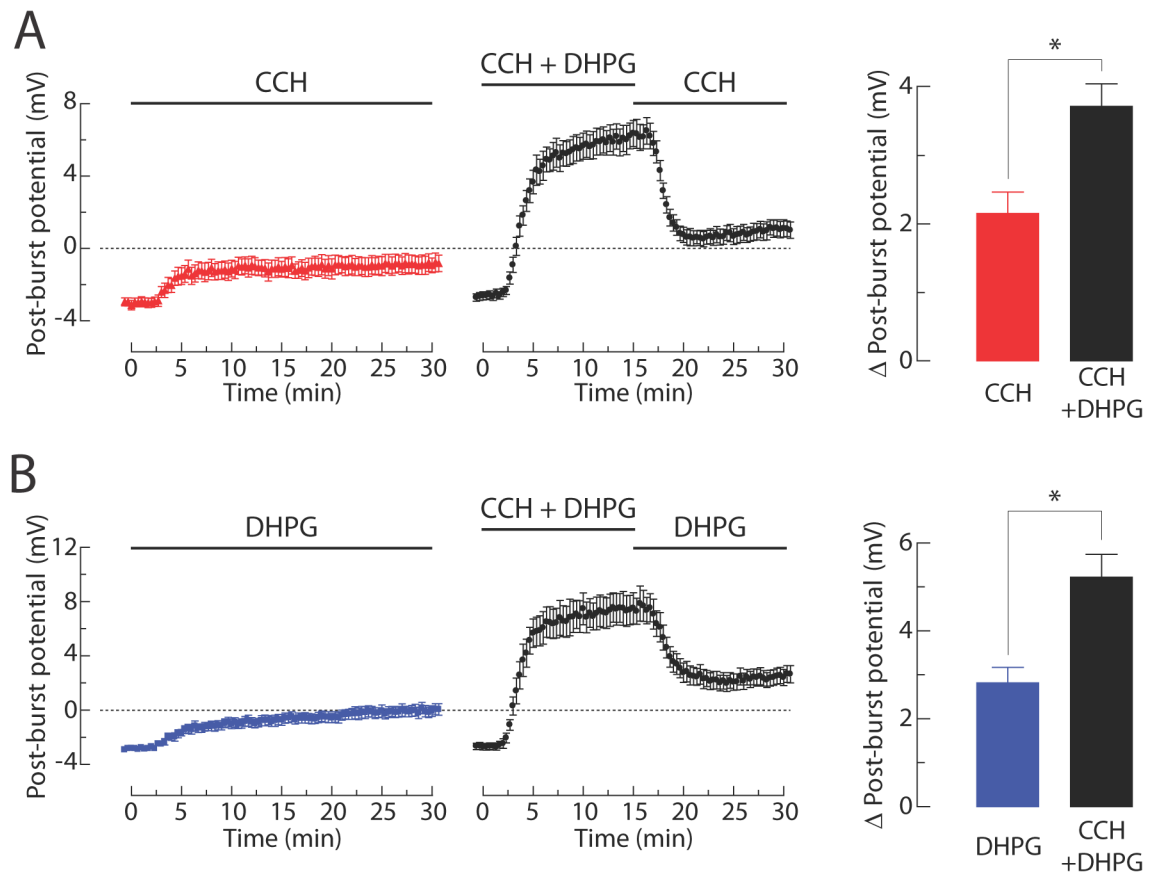 A
CCH
CCH + DHPG
CCH
Post-burst potential (mV)
8
4
0
-4
0 5 10 15 20 25 30
Time (min)
0 5 10 15 20 25 30
Time (min)
Δ Post-burst potential (mV)
4
2
0
*
CCH
CCH
+DHPG
B
DHPG
CCH + DHPG
DHPG
Post-burst potential (mV)
12
8
4
0
-4
0 5 10 15 20 25 30
Time (min)
0 5 10 15 20 25 30
Time (min)
Δ Post-burst potential (mV)
6
4
2
0
*
DHPG
CCH
+DHPG